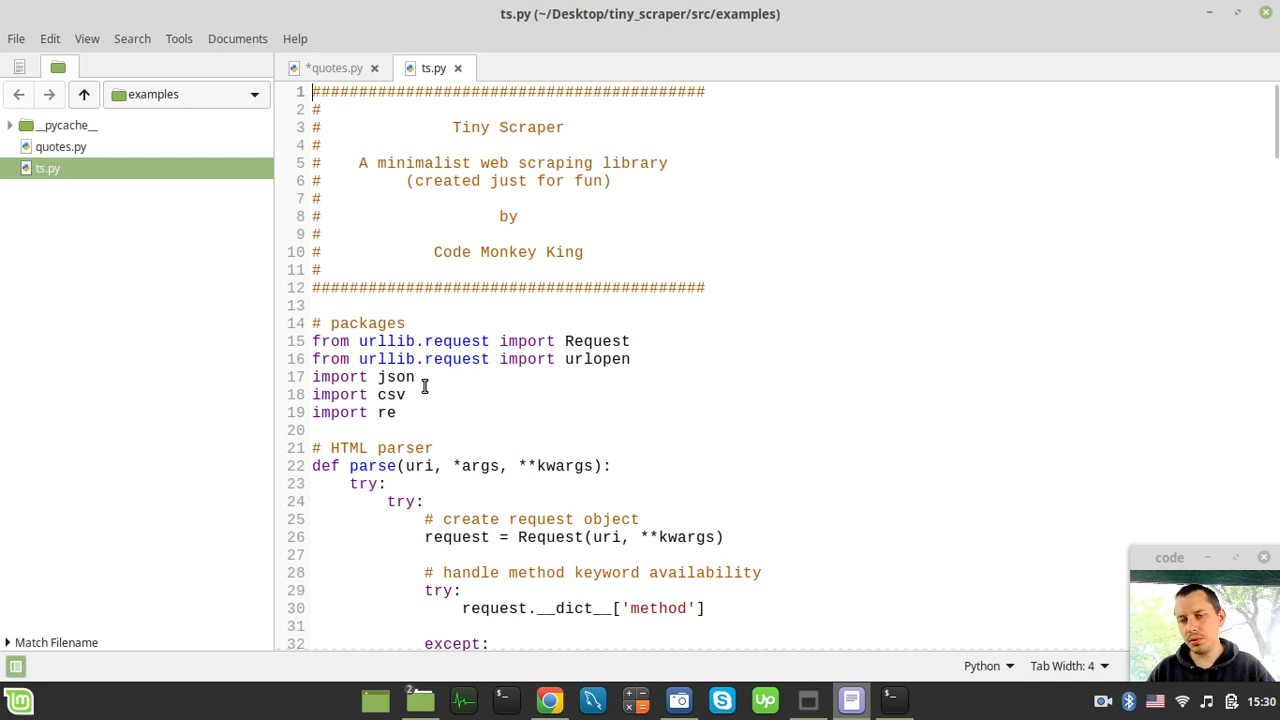 ts.py (~/Desktop/tiny_scraper/src/examples)
File Edit View Search Tools Documents Help
*quotes.py ts.py
examples
__pycache__
quotes.py
ts.py
1 ##########################################
2 #
3 # Tiny Scraper
4 #
5 # A minimalist web scraping library
6 # (created just for fun)
7 #
8 # by
9 #
10 # Code Monkey King
11 #
12 ##########################################
13
14 # packages
15 from urllib.request import Request
16 from urllib.request import urlopen
17 import json
18 import csv
19 import re
20
21 # HTML parser
22 def parse(uri, *args, **kwargs):
23 try:
24 try:
25 # create request object
26 request = Request(uri, **kwargs)
27
28 # handle method keyword availability
29 try:
30 request.__dict__['method']
31
32 except:
code
Match Filename
Python Tab Width: 4
2
15:30